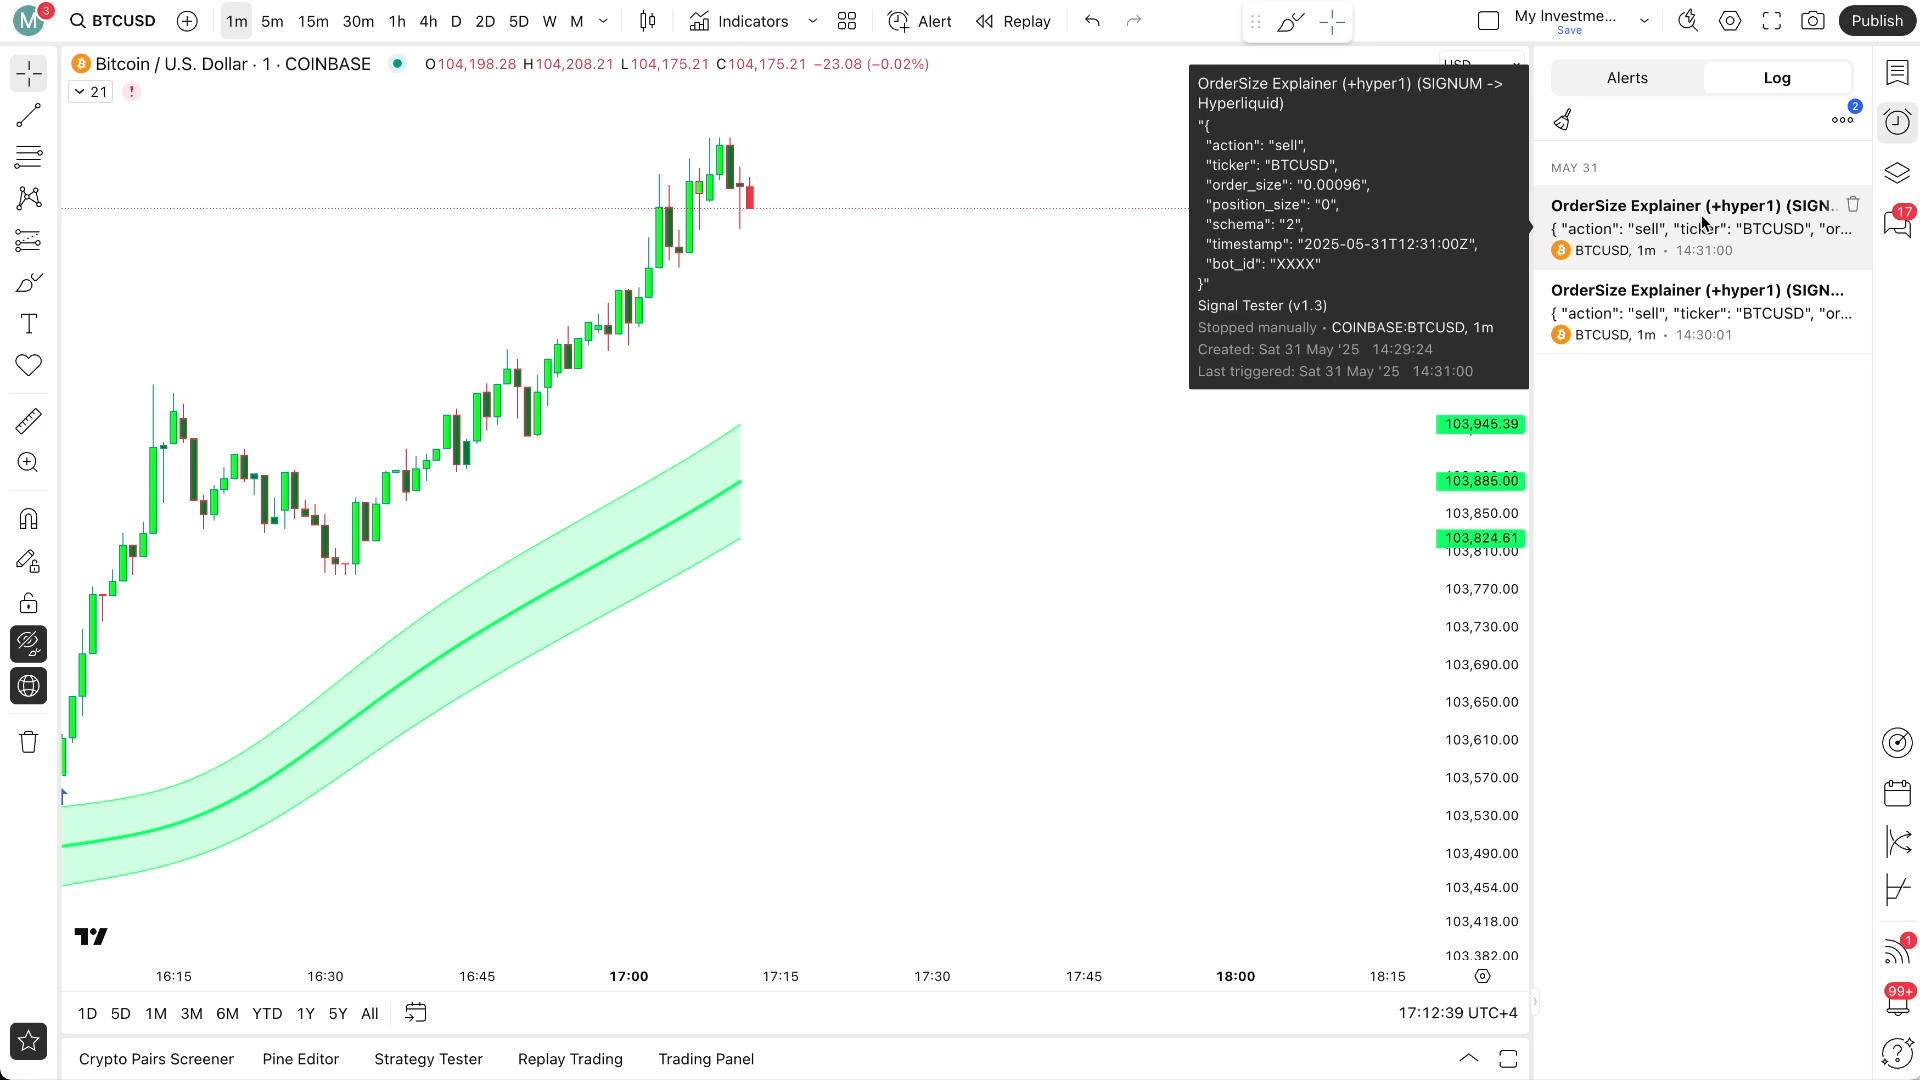 M 3 BTCUSD 1m 5m 15m 30m 1h 4h D 2D 5D W M Indicators Alert Replay My Investme... Save Publish
Bitcoin / U.S. Dollar · 1 · COINBASE O104,198.28 H104,208.21 L104,175.21 C104,175.21 −23.08 (−0.02%)
21 !
OrderSize Explainer (+hyper1) (SIGNUM ->
Hyperliquid)
"{
"action": "sell",
"ticker": "BTCUSD",
"order_size": "0.00096",
"position_size": "0",
"schema": "2",
"timestamp": "2025-05-31T12:31:00Z",
"bot_id": "XXXX"
}"
Signal Tester (v1.3)
Stopped manually • COINBASE:BTCUSD, 1m
Created: Sat 31 May '25 14:29:24
Last triggered: Sat 31 May '25 14:31:00
Alerts Log
2
MAY 31
OrderSize Explainer (+hyper1) (SIGN...
{ "action": "sell", "ticker": "BTCUSD", "or...
BTCUSD, 1m • 14:31:00
OrderSize Explainer (+hyper1) (SIGN...
{ "action": "sell", "ticker": "BTCUSD", "or...
BTCUSD, 1m • 14:30:01
17
1
99+
103,945.39
103,885.00
103,850.00
103,824.61
103,810.00
103,770.00
103,730.00
103,690.00
103,650.00
103,610.00
103,570.00
103,530.00
103,490.00
103,454.00
103,418.00
103,382.00
16:15 16:30 16:45 17:00 17:15 17:30 17:45 18:00 18:15
1D 5D 1M 3M 6M YTD 1Y 5Y All 17:12:39 UTC+4
Crypto Pairs Screener Pine Editor Strategy Tester Replay Trading Trading Panel